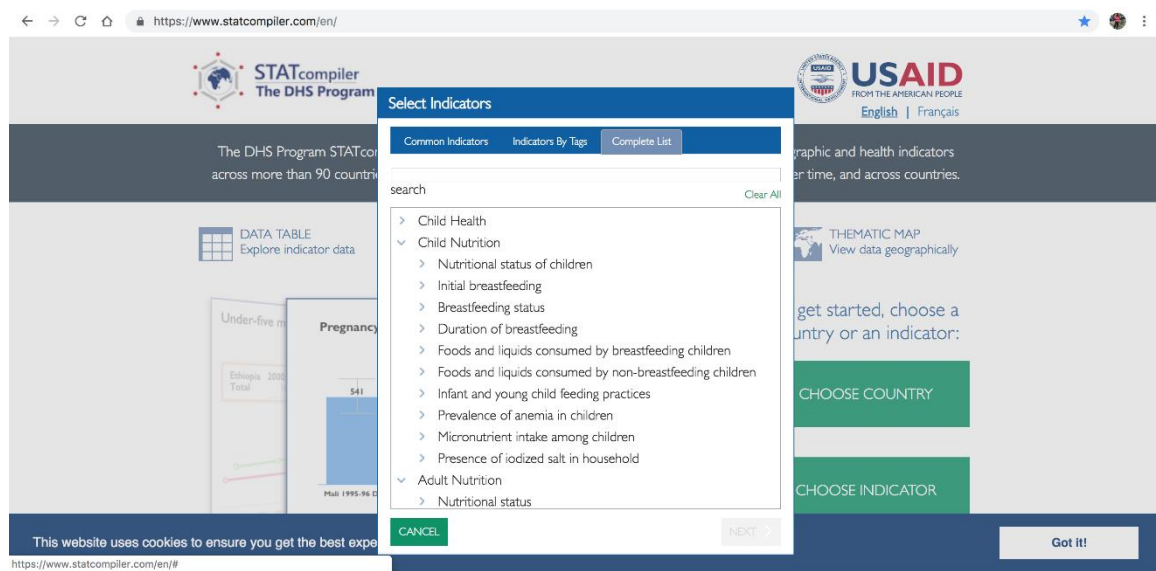 https://www.statcompiler.com/en/
STATcompiler
The DHS Program
USAID
USAID
FROM THE AMERICAN PEOPLE
English | Français
The DHS Program STATco
graphic and health indicators
across more than 90 countri
er time, and across countries.
Select Indicators
Common Indicators
Indicators By Tags
Complete List
search
Clear All
Child Health
Child Nutrition
Nutritional status of children
Initial breastfeeding
Breastfeeding status
Duration of breastfeeding
Foods and liquids consumed by breastfeeding children
Foods and liquids consumed by non-breastfeeding children
Infant and young child feeding practices
Prevalence of anemia in children
Micronutrient intake among children
Presence of iodized salt in household
Adult Nutrition
Nutritional status
CANCEL
NEXT
DATA TABLE
Explore indicator data
THEMATIC MAP
View data geographically
Under-five m
Ethiopia 2000
Total
Pregnancy
541
Mali 1995-96 D
get started, choose a
untry or an indicator:
CHOOSE COUNTRY
CHOOSE INDICATOR
This website uses cookies to ensure you get the best expe
Got it!
https://www.statcompiler.com/en/#